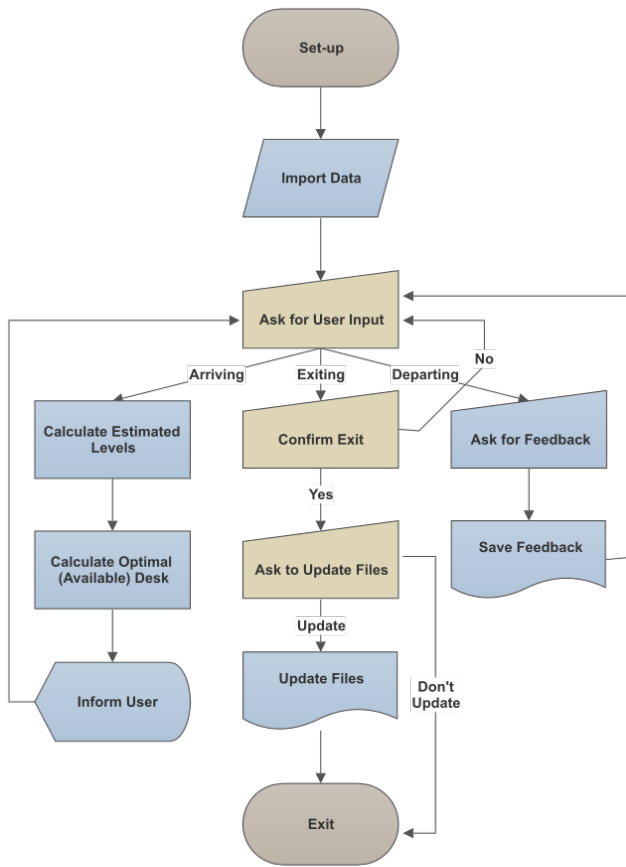 Set-up
Import Data
Ask for User Input
Arriving
Exiting
Departing
No
Calculate Estimated
Levels
Confirm Exit
Ask for Feedback
Yes
Calculate Optimal
(Available) Desk
Ask to Update Files
Save Feedback
Update
Inform User
Update Files
Don't
Update
Exit